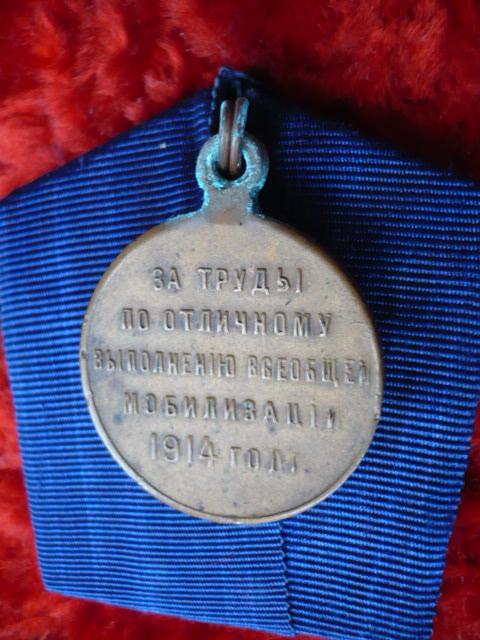 ЗА ТРУДЫ
ПО ОТЛИЧНОМУ
ВЫПОЛНЕНІЮ ВСЕОБЩЕЙ
МОБИЛИЗАЦІИ
1914 ГОДА.